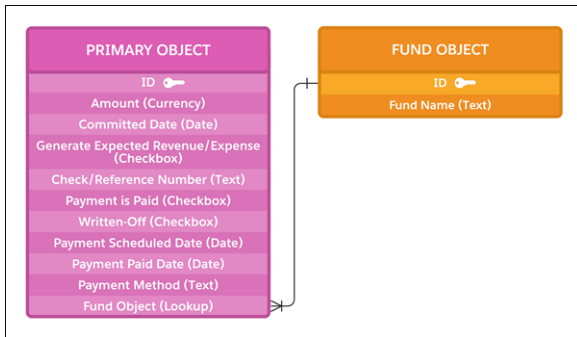 PRIMARY OBJECT
ID
Amount (Currency)
Committed Date (Date)
Generate Expected Revenue/Expense
(Checkbox)
Check/Reference Number (Text)
Payment is Paid (Checkbox)
Written-Off (Checkbox)
Payment Scheduled Date (Date)
Payment Paid Date (Date)
Payment Method (Text)
Fund Object (Lookup)
FUND OBJECT
ID
Fund Name (Text)